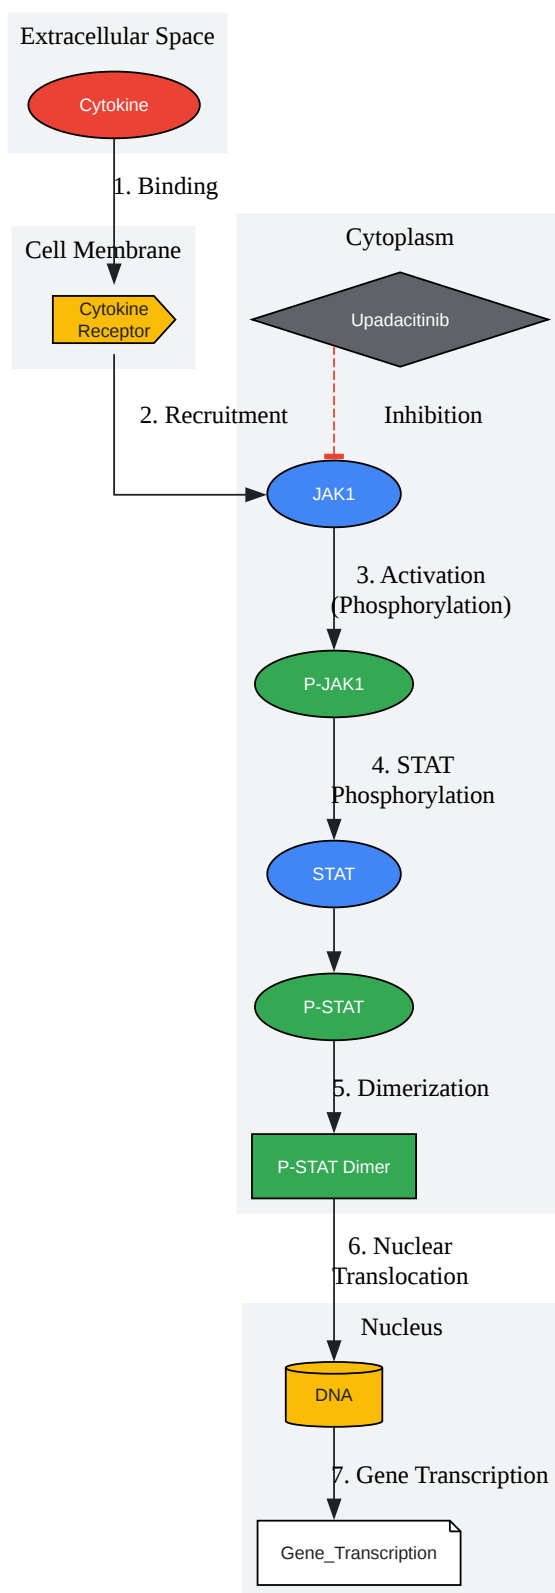 Extracellular Space
Cytokine
1. Binding
Cell Membrane
Cytokine
Receptor
Cytoplasm
Upadacitinib
2. Recruitment
Inhibition
JAK1
3. Activation
(Phosphorylation)
P-JAK1
4. STAT
Phosphorylation
STAT
P-STAT
5. Dimerization
P-STAT Dimer
6. Nuclear
Translocation
Nucleus
DNA
7. Gene Transcription
Gene_Transcription